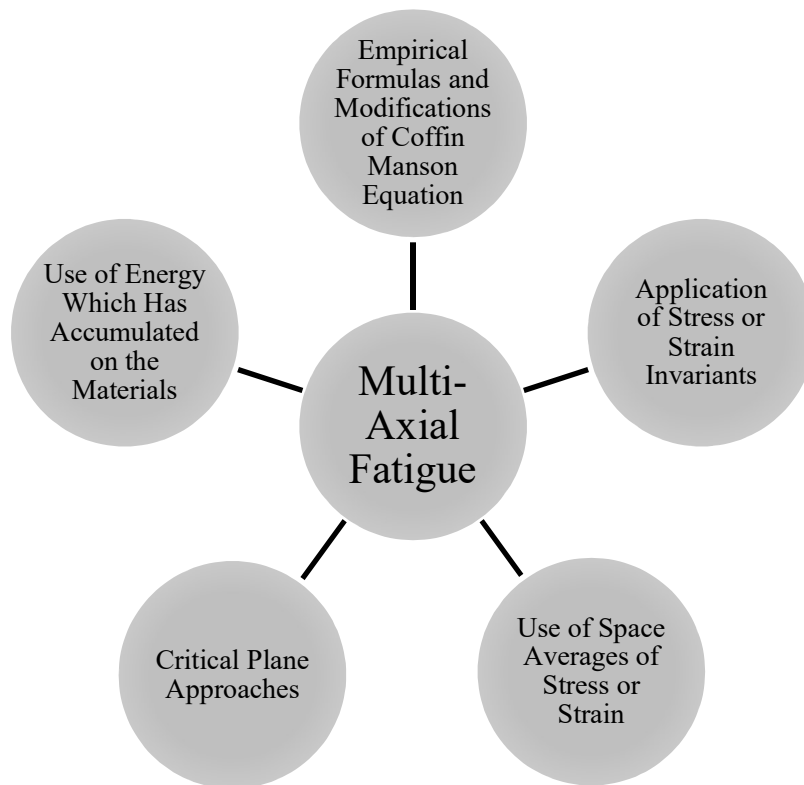 Empirical
Formulas and
Modifications
of Coffin
Manson
Equation
Use of Energy
Which Has
Accumulated
on the
Materials
Application
of Stress or
Strain
Invariants
Multi-
Axial
Fatigue
Critical Plane
Approaches
Use of Space
Averages of
Stress or
Strain